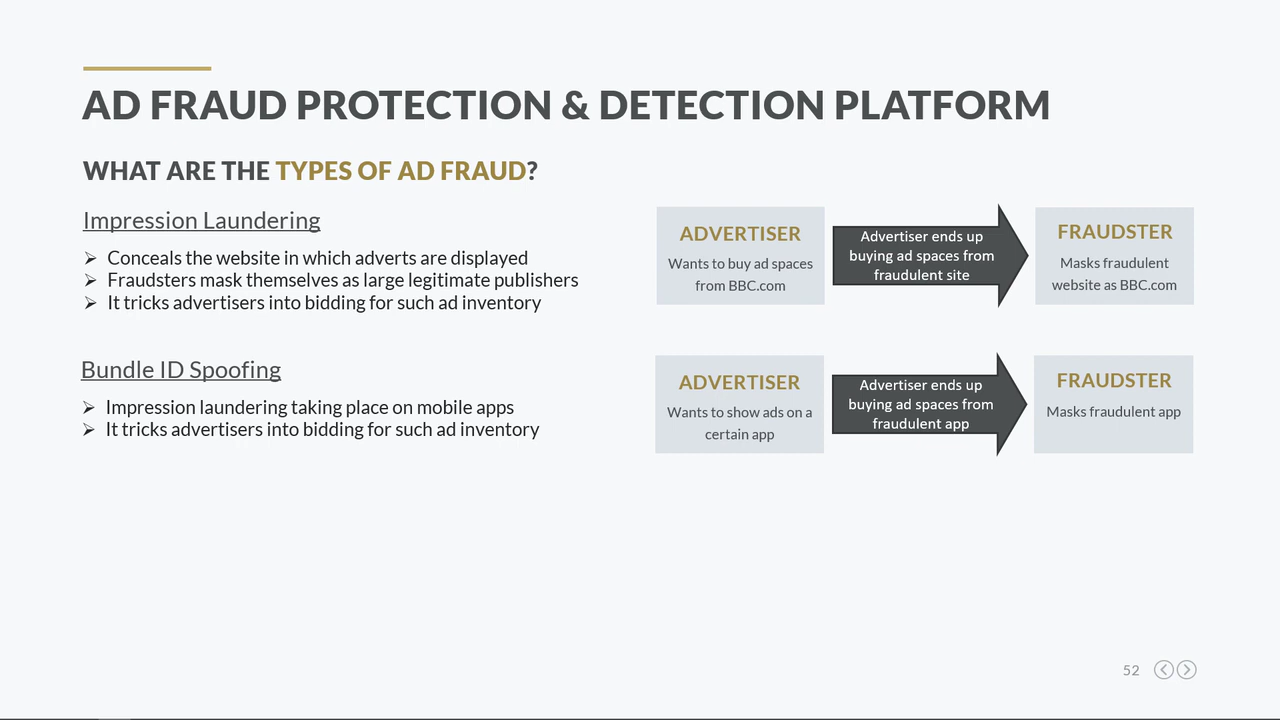 AD FRAUD PROTECTION & DETECTION PLATFORM
WHAT ARE THE TYPES OF AD FRAUD?
Impression Laundering
➢ Conceals the website in which adverts are displayed
➢ Fraudsters mask themselves as large legitimate publishers
➢ It tricks advertisers into bidding for such ad inventory
ADVERTISER
Wants to buy ad spaces
from BBC.com
Advertiser ends up
buying ad spaces from
fraudulent site
FRAUDSTER
Masks fraudulent
website as BBC.com
Bundle ID Spoofing
➢ Impression laundering taking place on mobile apps
➢ It tricks advertisers into bidding for such ad inventory
ADVERTISER
Wants to show ads on a
certain app
Advertiser ends up
buying ad spaces from
fraudulent app
FRAUDSTER
Masks fraudulent app
52